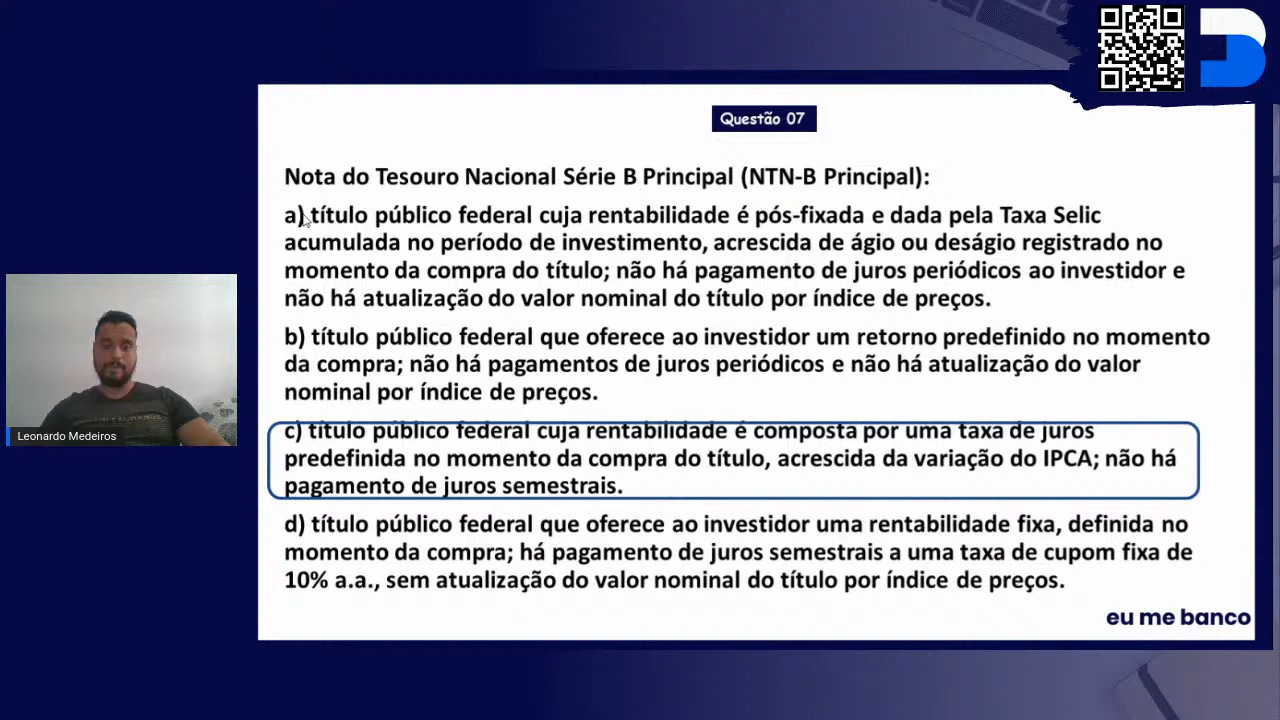 Questão 07
Nota do Tesouro Nacional Série B Principal (NTN-B Principal):
a) título público federal cuja rentabilidade é pós-fixada e dada pela Taxa Selic
acumulada no período de investimento, acrescida de ágio ou deságio registrado no
momento da compra do título; não há pagamento de juros periódicos ao investidor e
não há atualização do valor nominal do título por índice de preços.
b) título público federal que oferece ao investidor um retorno predefinido no momento
da compra; não há pagamentos de juros periódicos e não há atualização do valor
nominal por índice de preços.
c) título público federal cuja rentabilidade é composta por uma taxa de juros
predefinida no momento da compra do título, acrescida da variação do IPCA; não há
pagamento de juros semestrais.
d) título público federal que oferece ao investidor uma rentabilidade fixa, definida no
momento da compra; há pagamento de juros semestrais a uma taxa de cupom fixa de
10% a.a., sem atualização do valor nominal do título por índice de preços.
eu me banco
Leonardo Medeiros